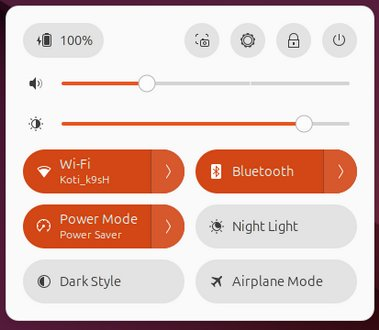 100%
Wi-Fi
Koti_k9sH
Bluetooth
Power Mode
Power Saver
Night Light
Dark Style
Airplane Mode